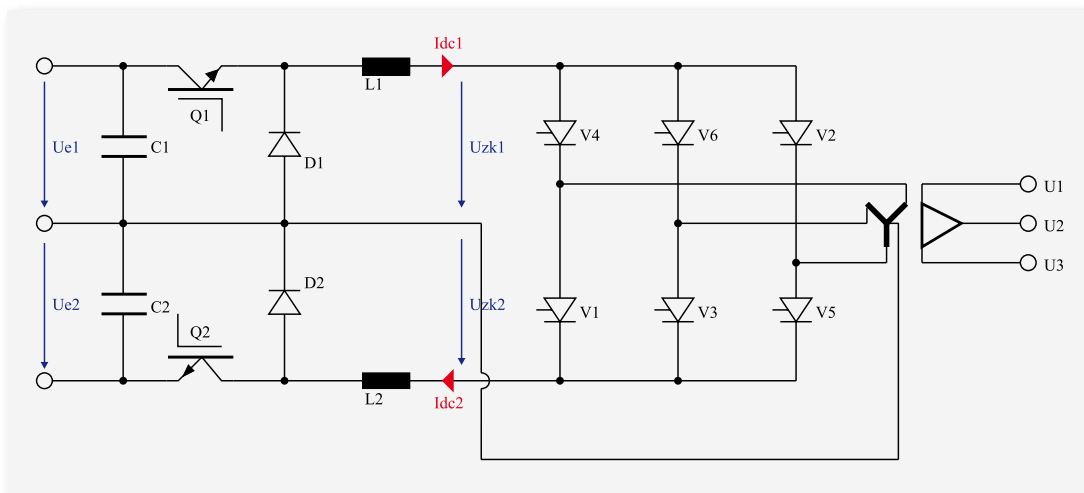 Idc1
L1
Q1
Ue1
C1
D1
Uzk1
V4
V6
V2
U1
U2
U3
D2
Ue2
C2
Q2
Uzk2
V1
V3
V5
L2
Idc2